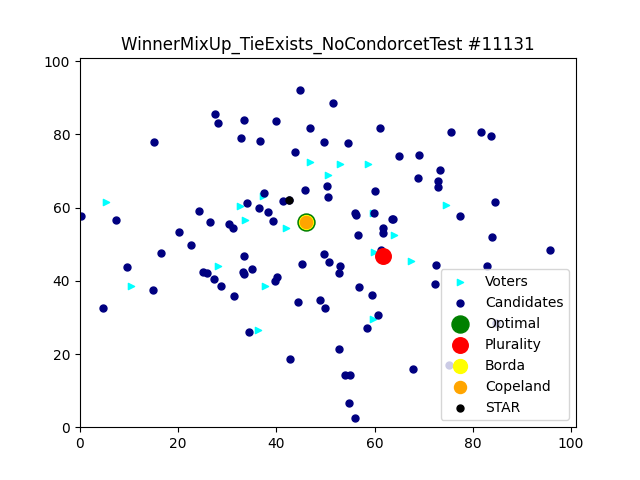 WinnerMixUp_TieExists_NoCondorcetTest #11131
100
80
60
40
20
0
0
20
40
60
80
100
Voters
Candidates
Optimal
Plurality
Borda
Copeland
STAR